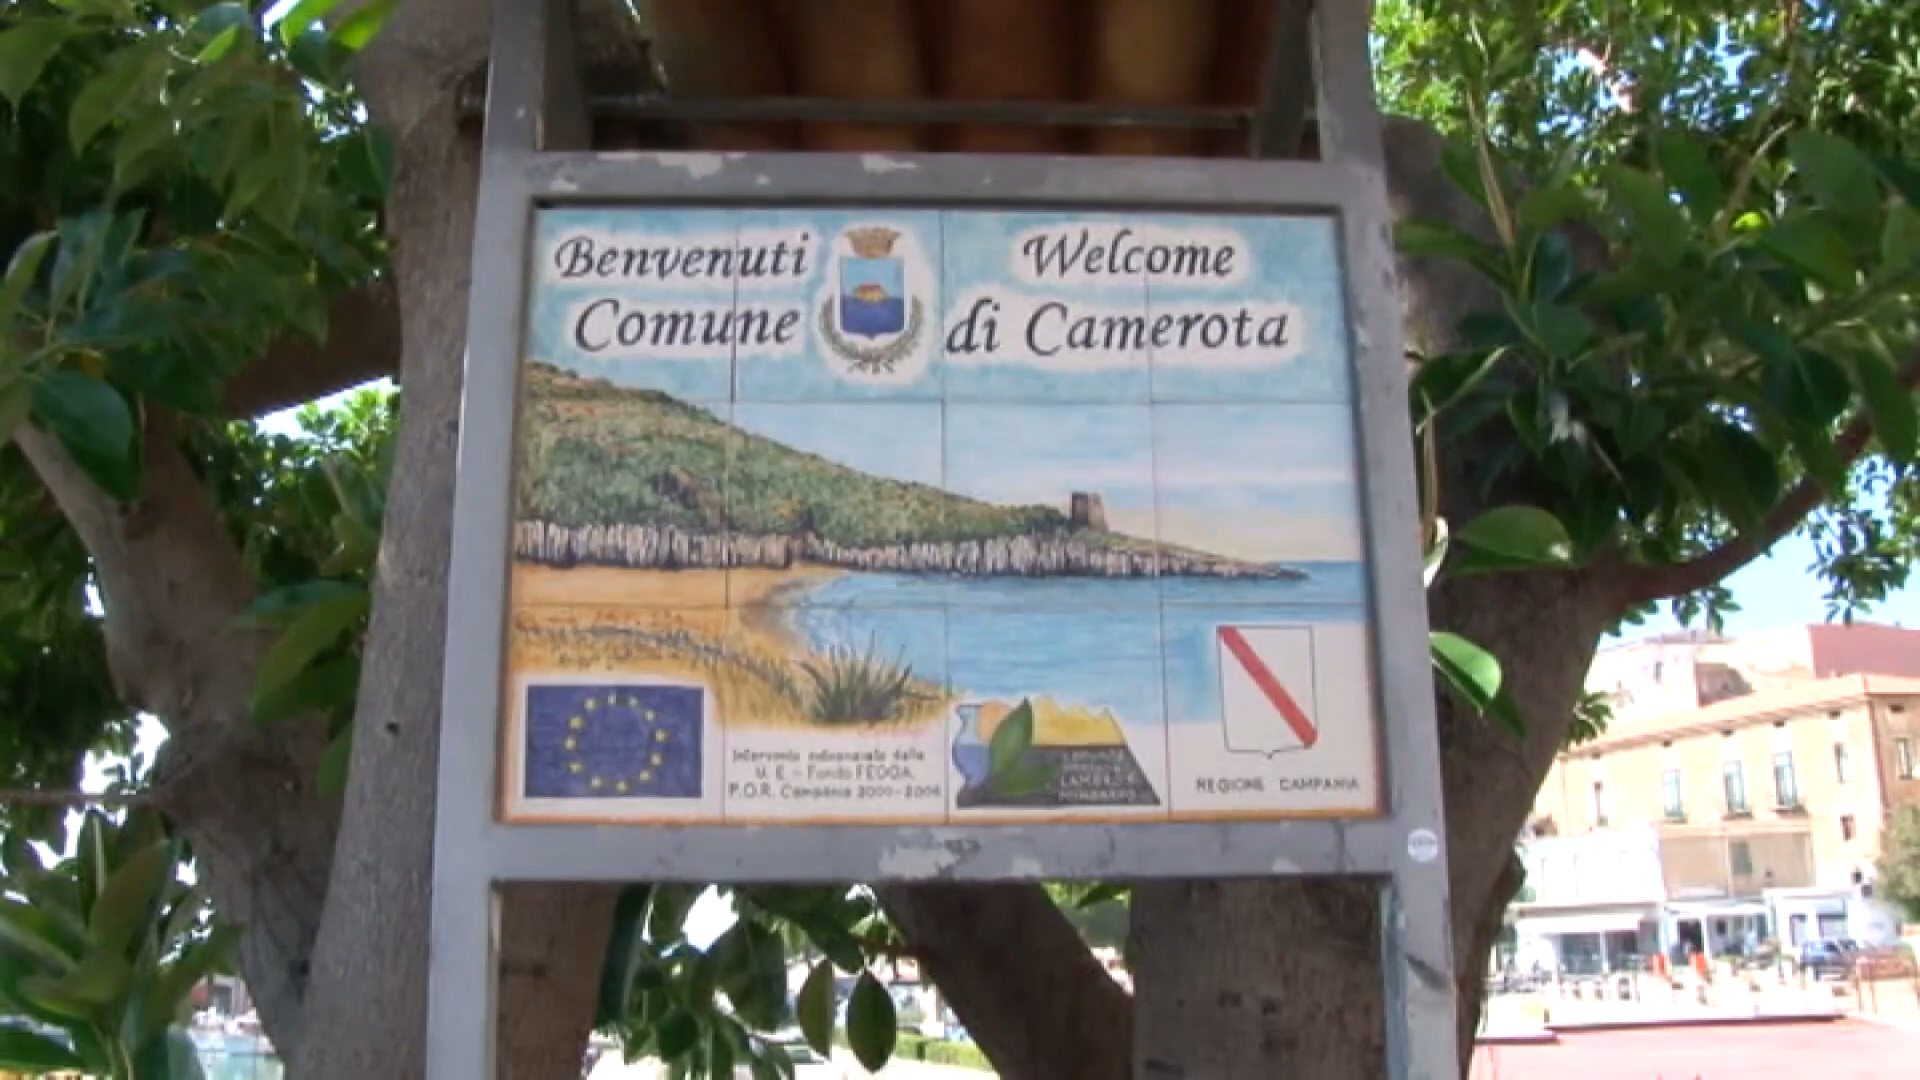 Benvenuti Welcome
Comune di Camerota
Intervento cofinanziato dalla
U.E - Fondo FEOGA
P.O.R. Campania 2000-2006
REGIONE CAMPANIA